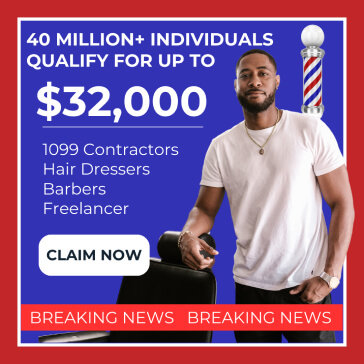 40 MILLION+ INDIVIDUALS
QUALIFY FOR UP TO
$32,000
1099 Contractors
Hair Dressers
Barbers
Freelancer
CLAIM NOW
BREAKING NEWS BREAKING NEWS